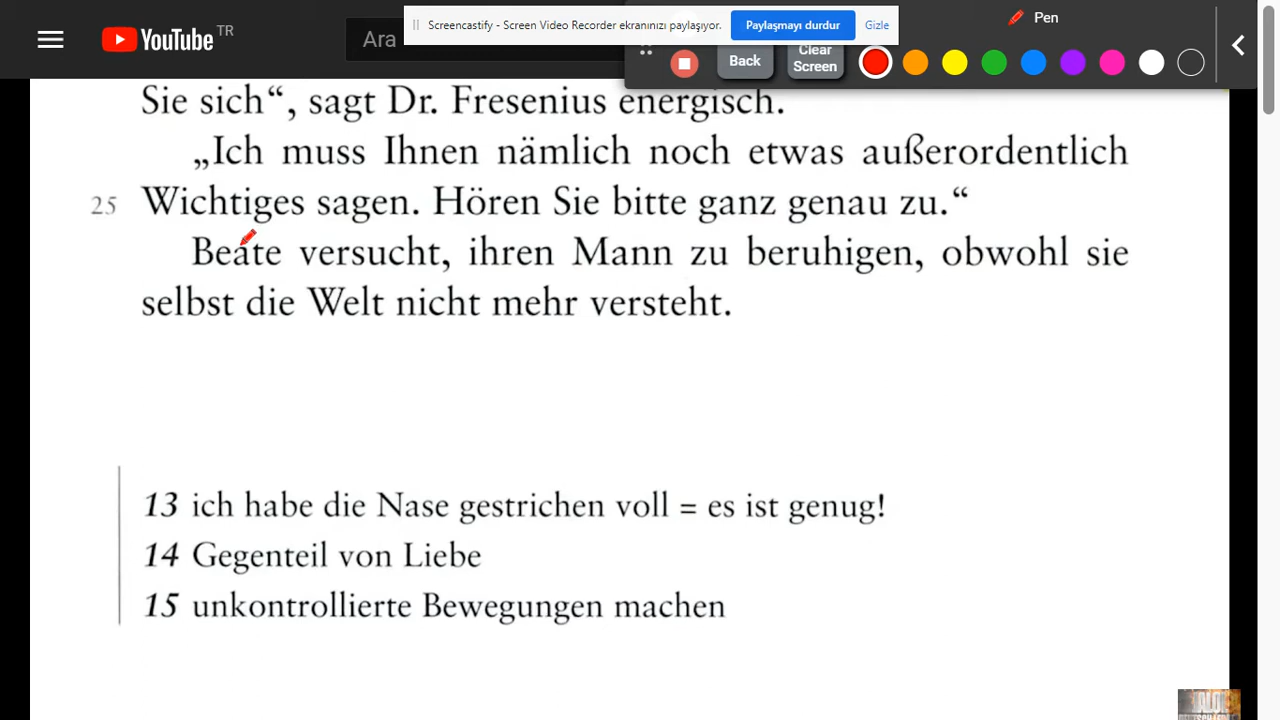 Screencastify - Screen Video Recorder ekranınızı paylaşıyor. Paylaşmayı durdur Gizle
Pen
YouTube TR
Ara
Back
Clear
Screen
Sie sich“, sagt Dr. Fresenius energisch.
„Ich muss Ihnen nämlich noch etwas außerordentlich
25 Wichtiges sagen. Hören Sie bitte ganz genau zu.“
Beate versucht, ihren Mann zu beruhigen, obwohl sie
selbst die Welt nicht mehr versteht.
13 ich habe die Nase gestrichen voll = es ist genug!
14 Gegenteil von Liebe
15 unkontrollierte Bewegungen machen